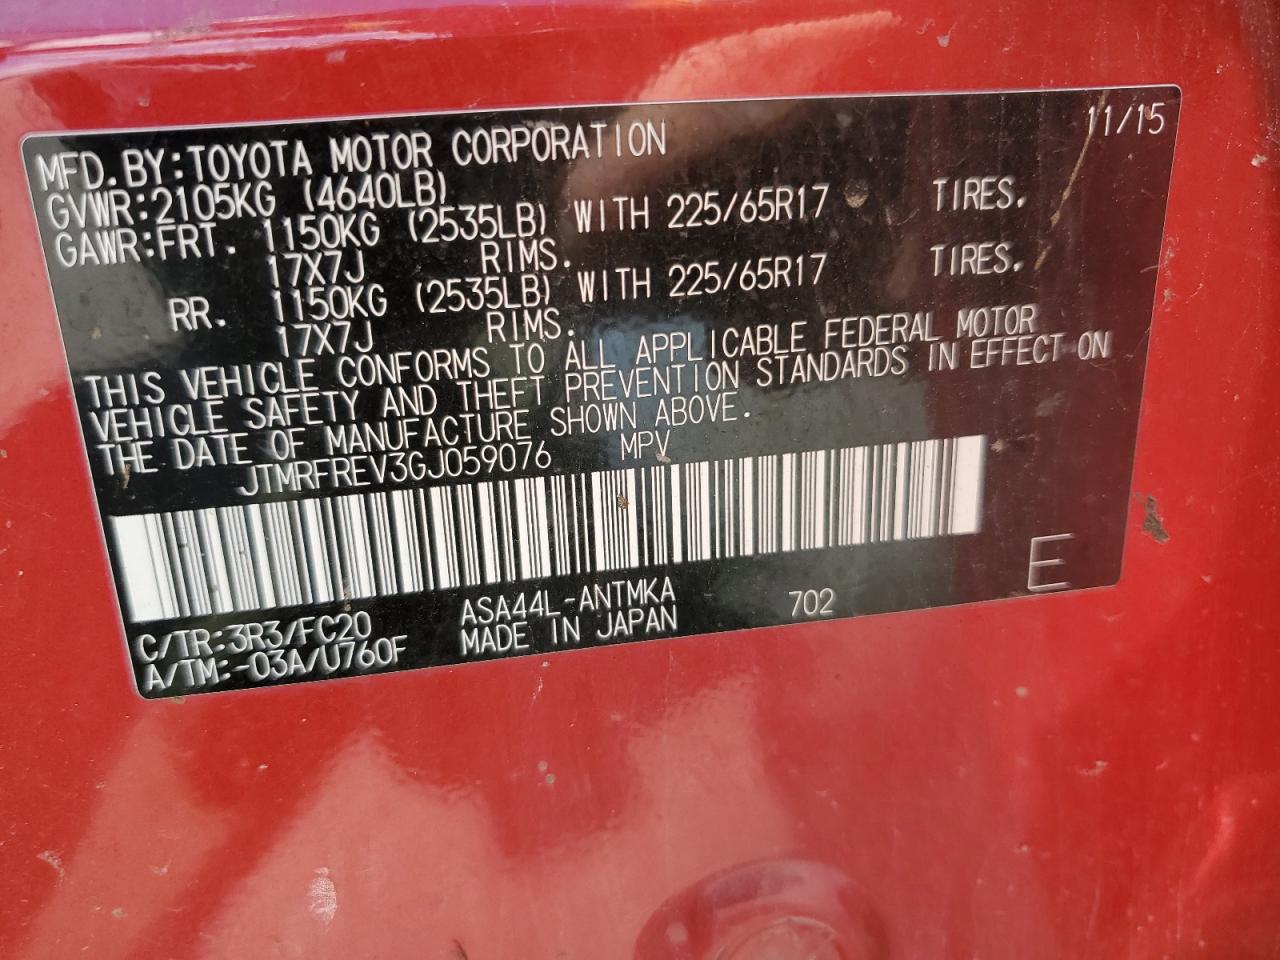 11/15
MFD.BY:TOYOTA MOTOR CORPORATION
GVWR:2105KG (4640LB)
GAWR:FRT. 1150KG (2535LB) WITH 225/65R17 TIRES.
17X7J RIMS.
RR. 1150KG (2535LB) WITH 225/65R17 TIRES.
17X7J RIMS.
THIS VEHICLE CONFORMS TO ALL APPLICABLE FEDERAL MOTOR
VEHICLE SAFETY AND THEFT PREVENTION STANDARDS IN EFFECT ON
THE DATE OF MANUFACTURE SHOWN ABOVE.
JTMRFREV3GJ059076 MPV
C/TR:3R3/FC20 ASA44L-ANTMKA 702 E
A/TM:-03A/U760F MADE IN JAPAN